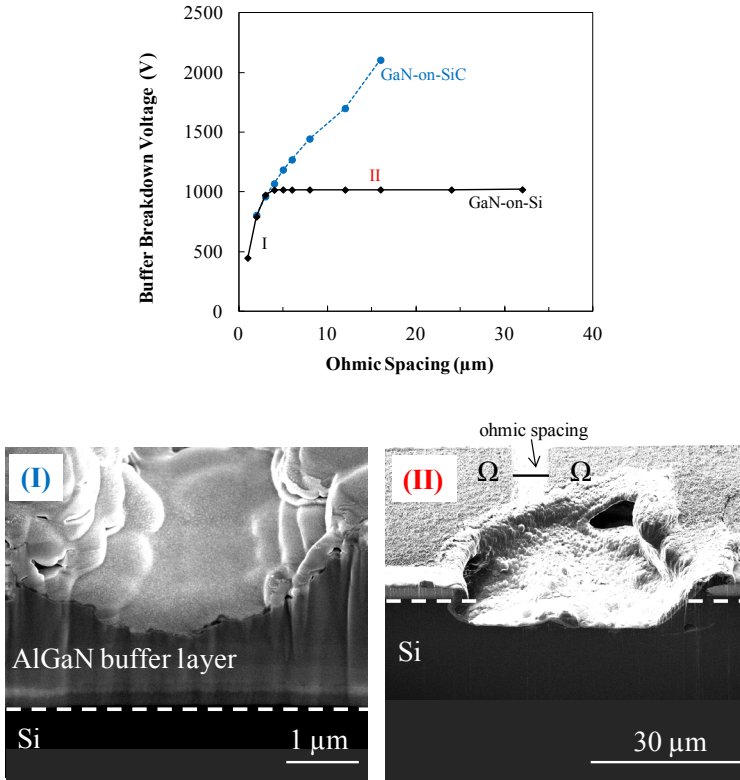 2500
2000
1500
1000
500
0
Buffer Breakdown Voltage (V)
GaN-on-SiC
II
GaN-on-Si
I
0 10 20 30 40
Ohmic Spacing (µm)
(I)
AlGaN buffer layer
Si
1 µm
ohmic spacing
(II)
Ω Ω
Si
30 µm